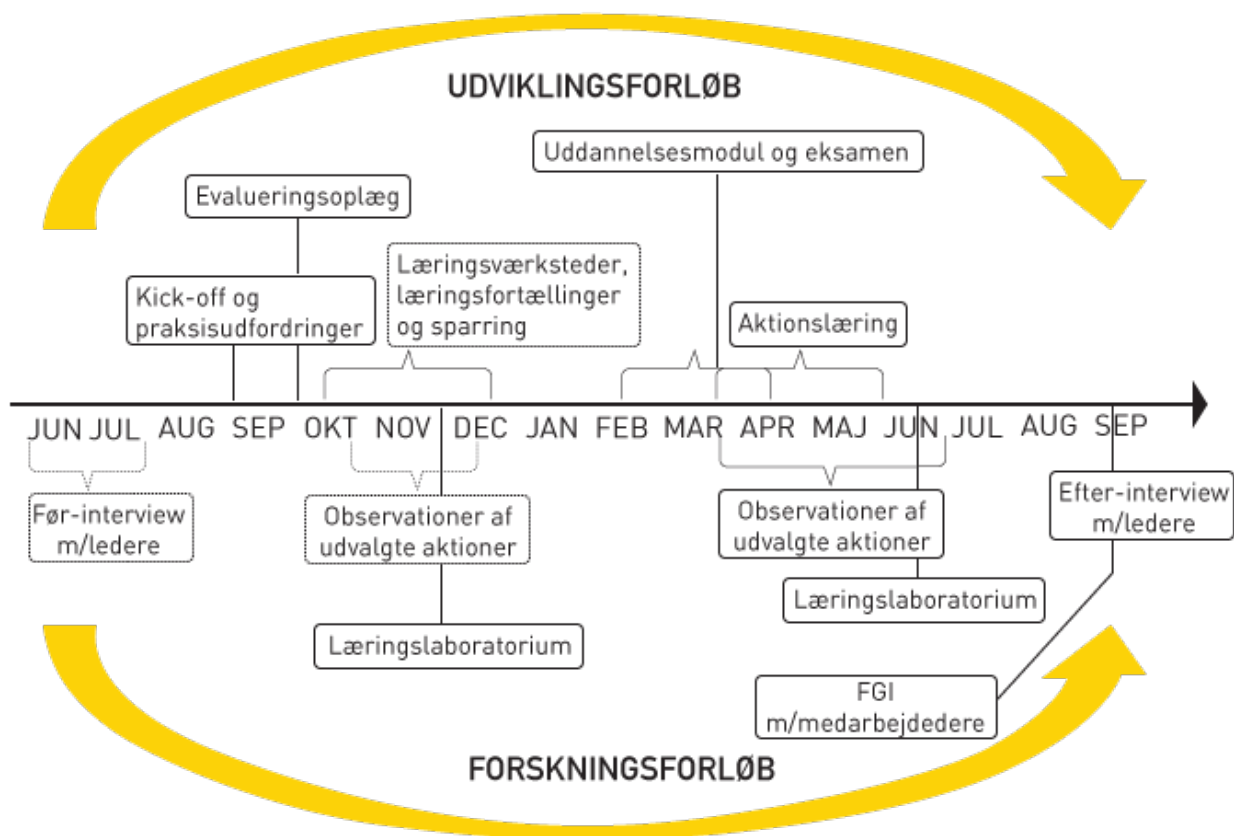 UDVIKLINGSFORLØB
Uddannelsesmodul og eksamen
Evalueringsoplæg
Læringsværksteder,
læringsfortællinger
og sparring
Kick-off og
praksisudfordringer
Aktionslæring
JUN JUL AUG SEP OKT NOV DEC JAN FEB MAR APR MAJ JUN JUL AUG SEP
Før-interview
m/ledere
Observationer af
udvalgte aktioner
Observationer af
udvalgte aktioner
Efter-interview
m/ledere
Læringslaboratorium
Læringslaboratorium
FGI
m/medarbejdedere
FORSKNINGSFORLØB